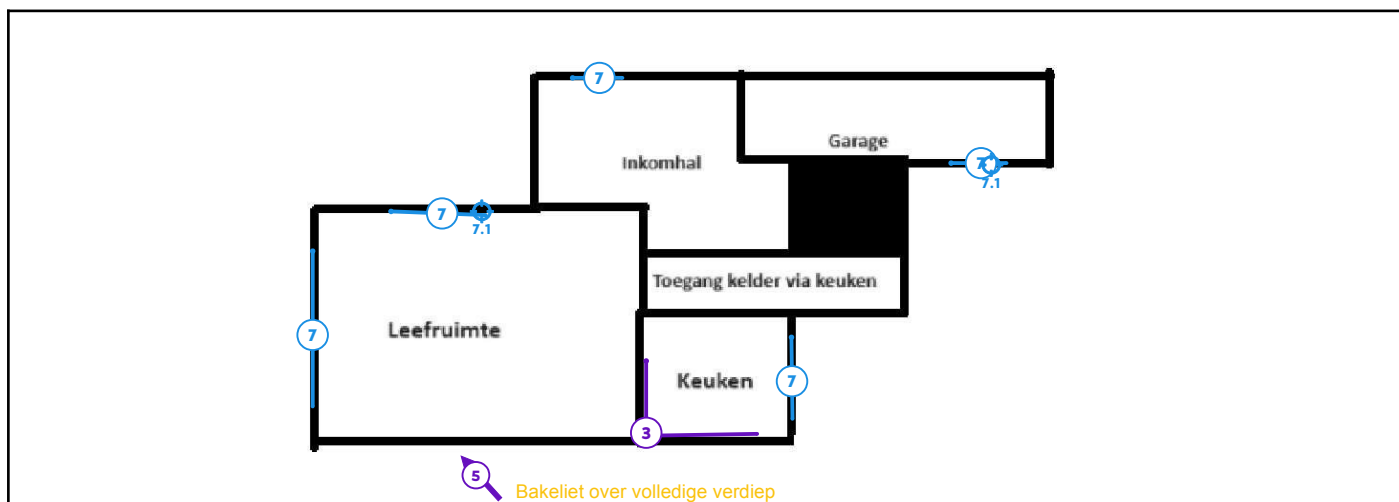 7
Garage
Inkomhal
7
7.1
7
7.1
Toegang kelder via keuken
7
Leefruimte
Keuken
7
3
5
Bakeliet over volledige verdiep